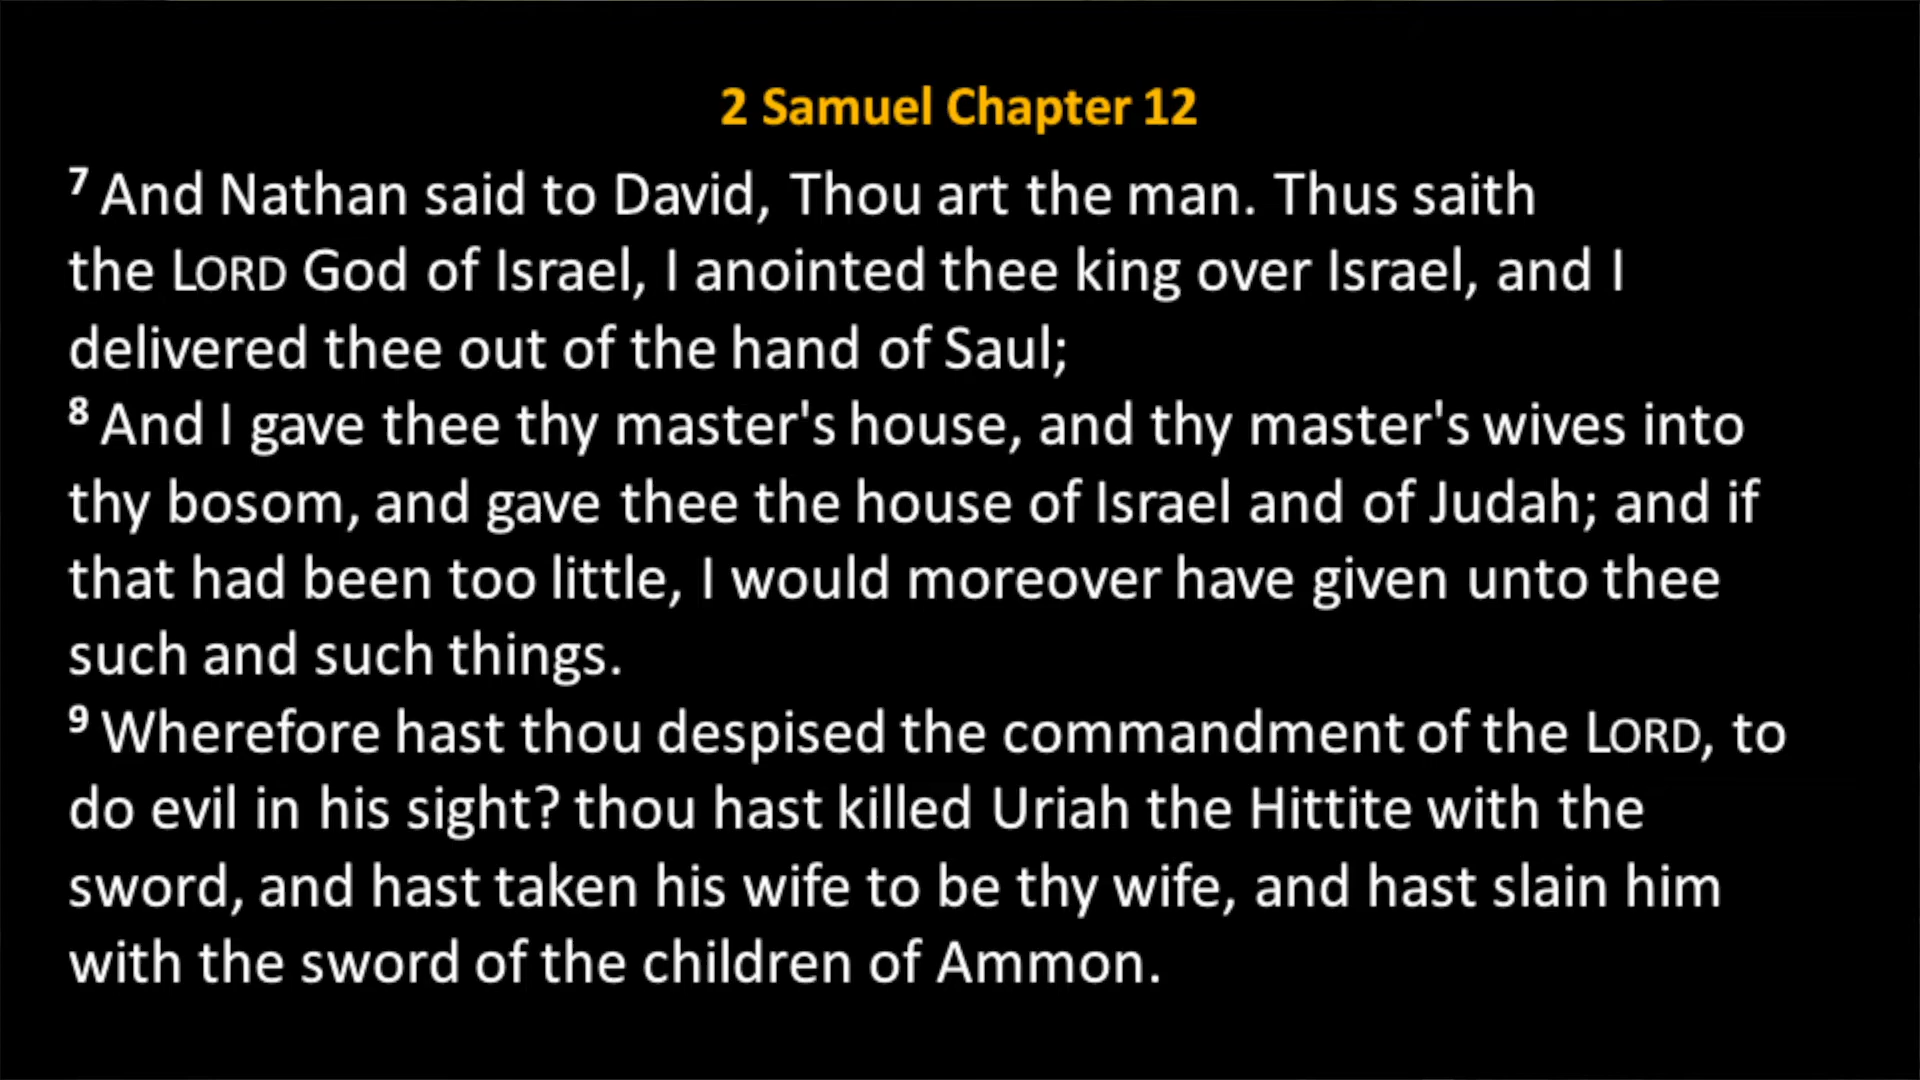 2 Samuel Chapter 12
7 And Nathan said to David, Thou art the man. Thus saith
the LORD God of Israel, I anointed thee king over Israel, and I
delivered thee out of the hand of Saul;
8 And I gave thee thy master's house, and thy master's wives into
thy bosom, and gave thee the house of Israel and of Judah; and if
that had been too little, I would moreover have given unto thee
such and such things.
9 Wherefore hast thou despised the commandment of the LORD, to
do evil in his sight? thou hast killed Uriah the Hittite with the
sword, and hast taken his wife to be thy wife, and hast slain him
with the sword of the children of Ammon.